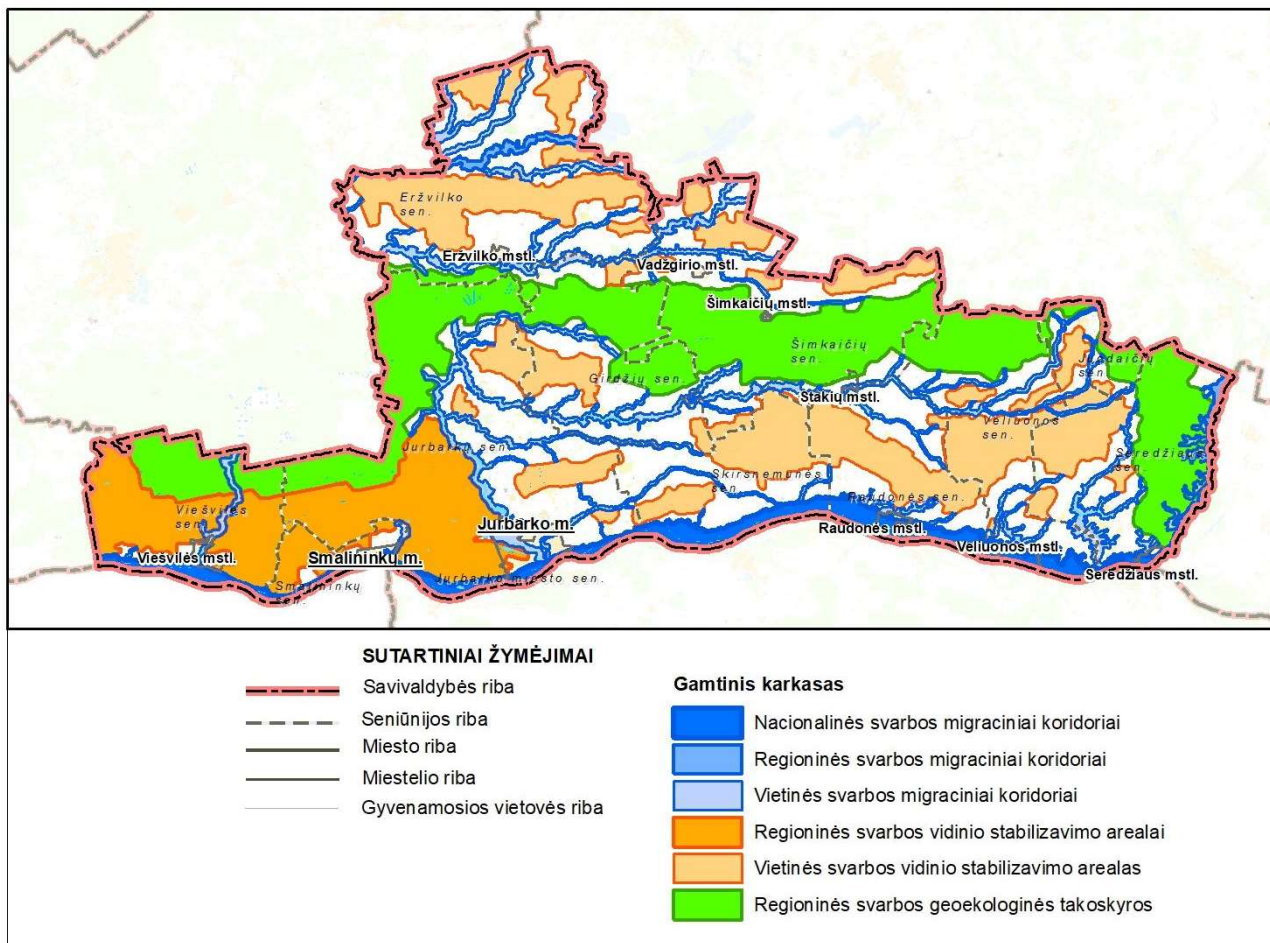 Eržvilko
sen.
Eržvilko mstl.
Vadžgirio mstl.
Šimkaičių mstl.
Šimkaičių
sen.
Juodaičių
sen.
Girdžių sen.
Stakių mstl.
Veliuonos
sen.
Jurbarkų sen.
Seredžiaus
sen.
Skirsnemunės
sen.
Raudonės sen.
Viešvilės
sen.
Jurbarko m.
Raudonės mstl.
Viešvilės mstl.
Smalininkų m.
Veliuonos mstl.
Jurbarko miesto sen.
Seredžiaus mstl.
Smalininkų
sen.
SUTARTINIAI ŽYMĖJIMAI
Savivaldybės riba
Seniūnijos riba
Miesto riba
Miestelio riba
Gyvenamosios vietovės riba
Gamtinis karkasas
Nacionalinės svarbos migraciniai koridoriai
Regioninės svarbos migraciniai koridoriai
Vietinės svarbos migraciniai koridoriai
Regioninės svarbos vidinio stabilizavimo arealai
Vietinės svarbos vidinio stabilizavimo arealas
Regioninės svarbos geoekologinės takoskyros